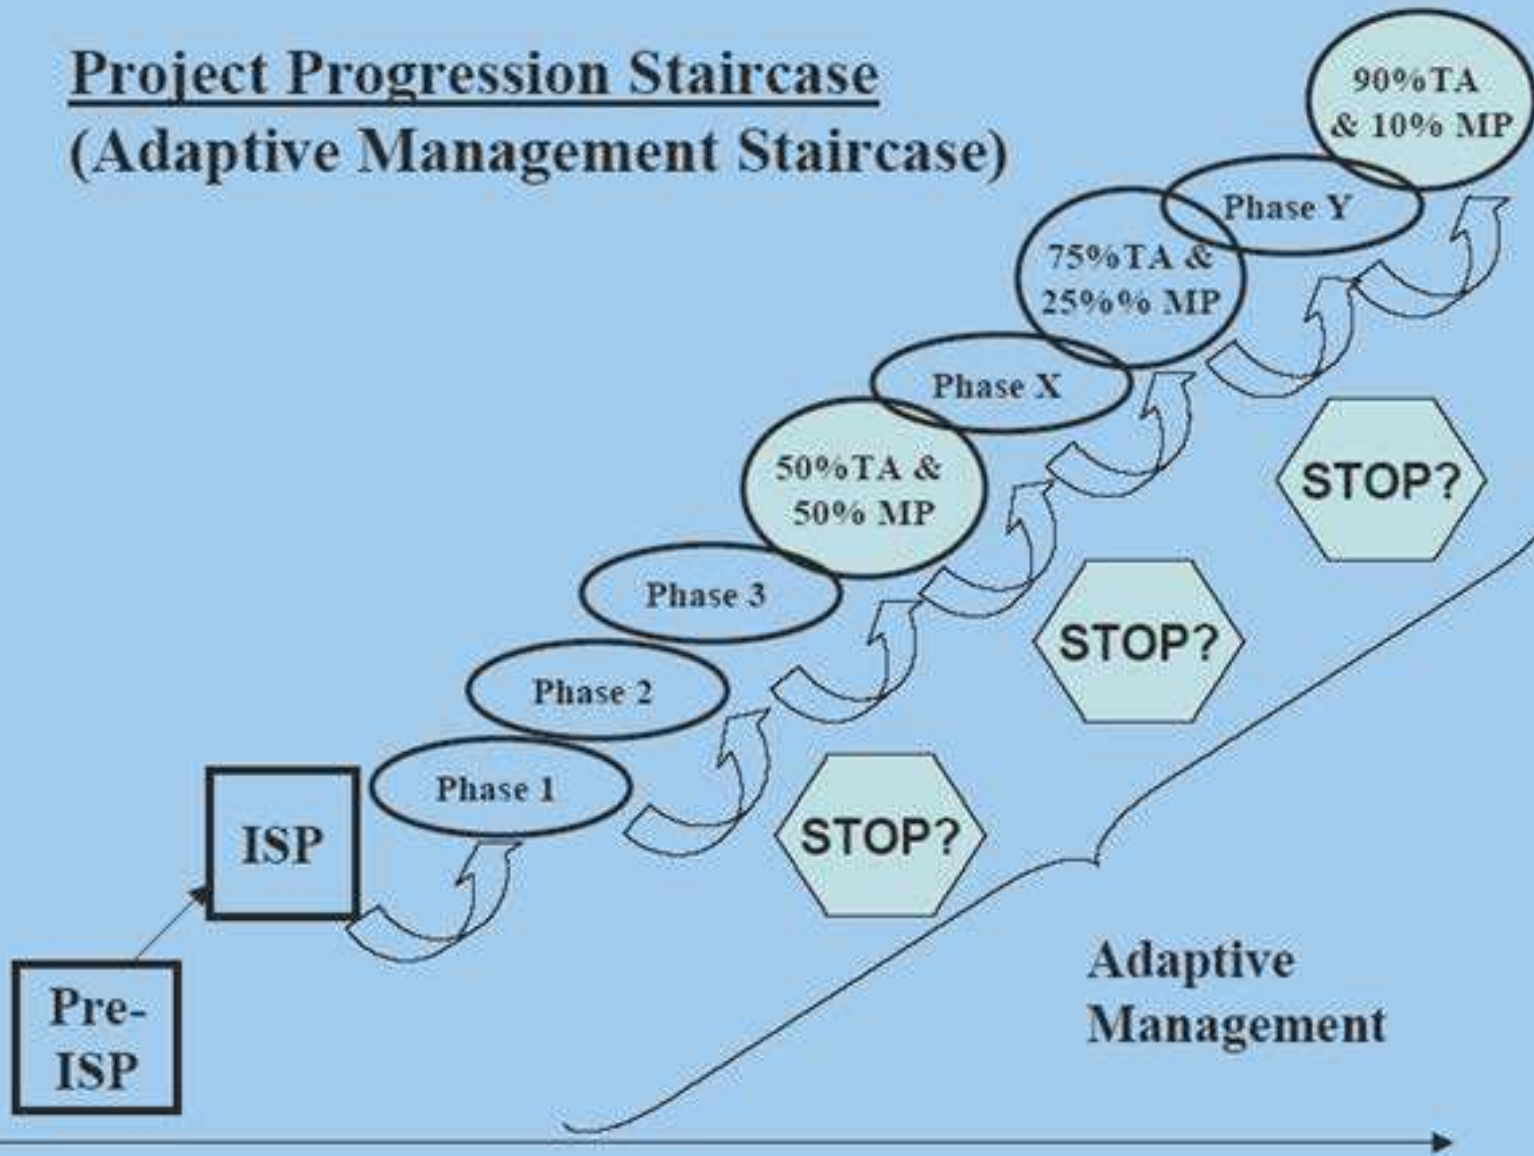 Project Progression Staircase
(Adaptive Management Staircase)
90%TA
& 10% MP
Phase Y
75%TA &
25%% MP
Phase X
50%TA &
50% MP
Phase 3
Phase 2
Phase 1
ISP
Pre-
ISP
STOP?
STOP?
STOP?
Adaptive
Management